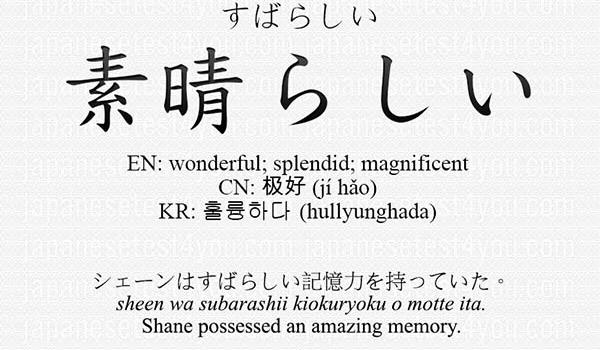 すばらしい
素晴らしい
EN: wonderful; splendid; magnificent
CN: 极好 (jí hǎo)
KR: 훌륭하다 (hullyunghada)
シェーンはすばらしい記憶力を持っていた。
sheen wa subarashii kiokuryoku o motte ita.
Shane possessed an amazing memory.